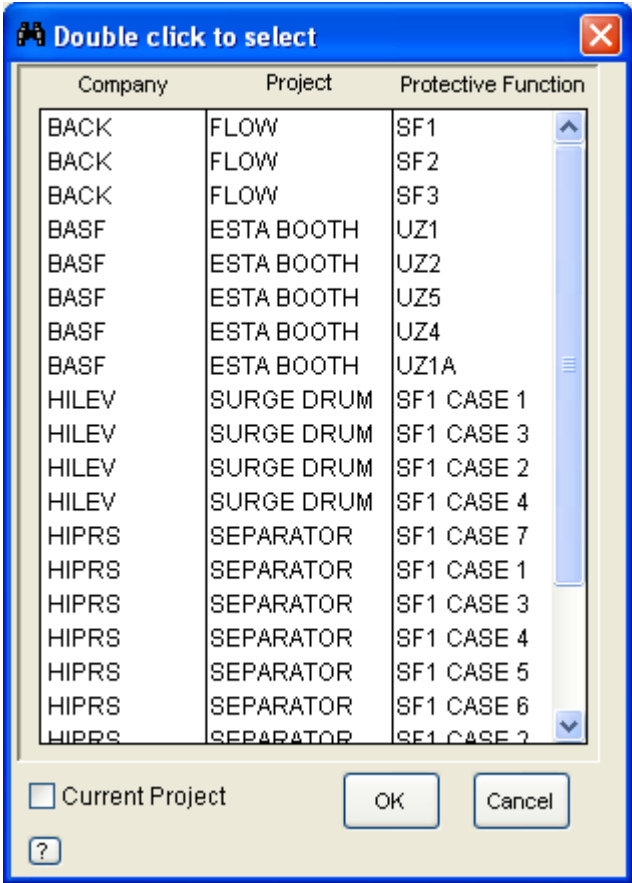 Double click to select
Company Project Protective Function
BACK FLOW SF1
BACK FLOW SF2
BACK FLOW SF3
BASF ESTA BOOTH UZ1
BASF ESTA BOOTH UZ2
BASF ESTA BOOTH UZ5
BASF ESTA BOOTH UZ4
BASF ESTA BOOTH UZ1A
HILEV SURGE DRUM SF1 CASE 1
HILEV SURGE DRUM SF1 CASE 3
HILEV SURGE DRUM SF1 CASE 2
HILEV SURGE DRUM SF1 CASE 4
HIPRS SEPARATOR SF1 CASE 7
HIPRS SEPARATOR SF1 CASE 1
HIPRS SEPARATOR SF1 CASE 3
HIPRS SEPARATOR SF1 CASE 4
HIPRS SEPARATOR SF1 CASE 5
HIPRS SEPARATOR SF1 CASE 6
HIPRS SEPARATOR SF1 CASE 2
Current Project OK Cancel
?